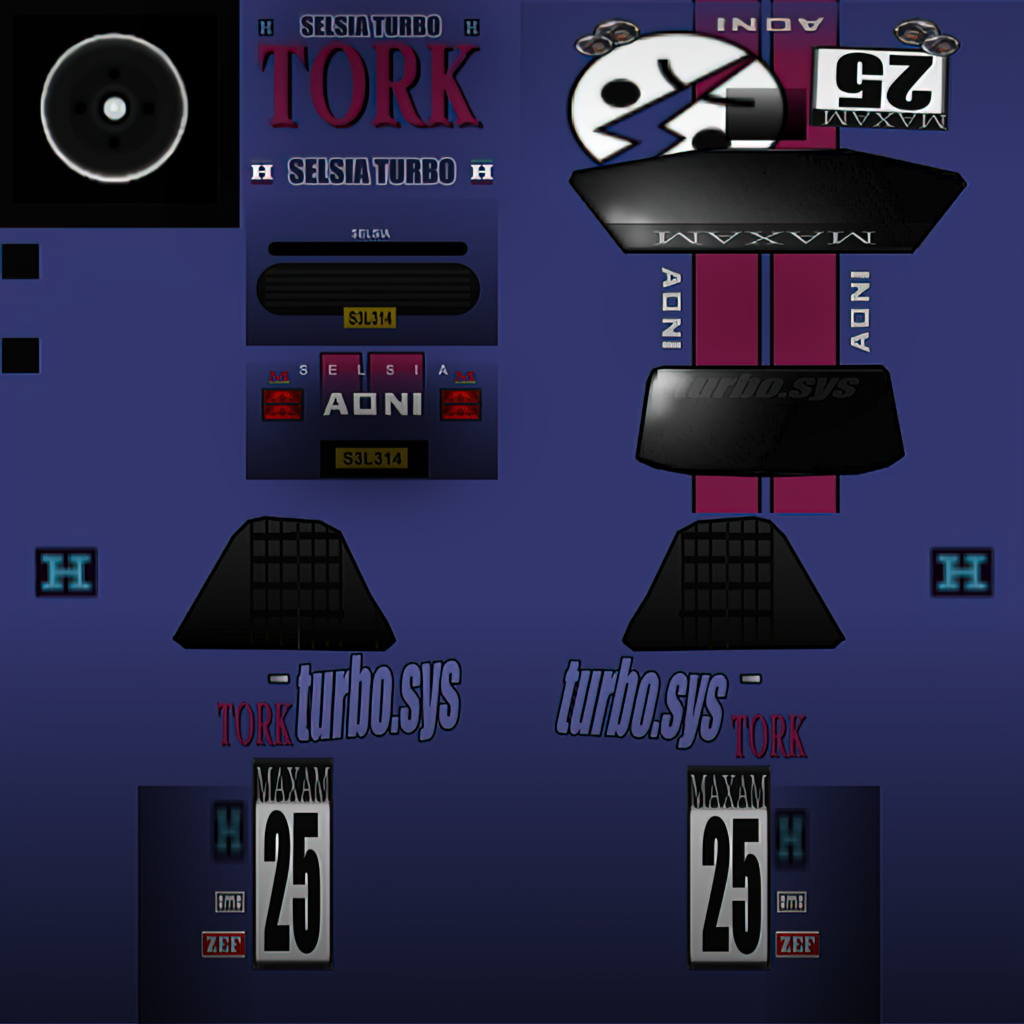 H SELSIA TURBO H
TORK
H SELSIA TURBO H
SELSIA
S3L314
SELSIA
M M
AONI
S3L314
AONI
25
MAXAM
MAXAM
AONI
AONI
turbo.sys
H
H
turbo.sys
TORK
turbo.sys
TORK
MAXAM
25
H
ZEF
MAXAM
25
H
ZEF